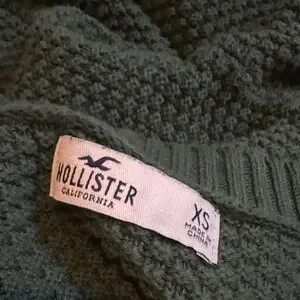 HOLLISTER
CALIFORNIA
XS
MADE IN
CHINA